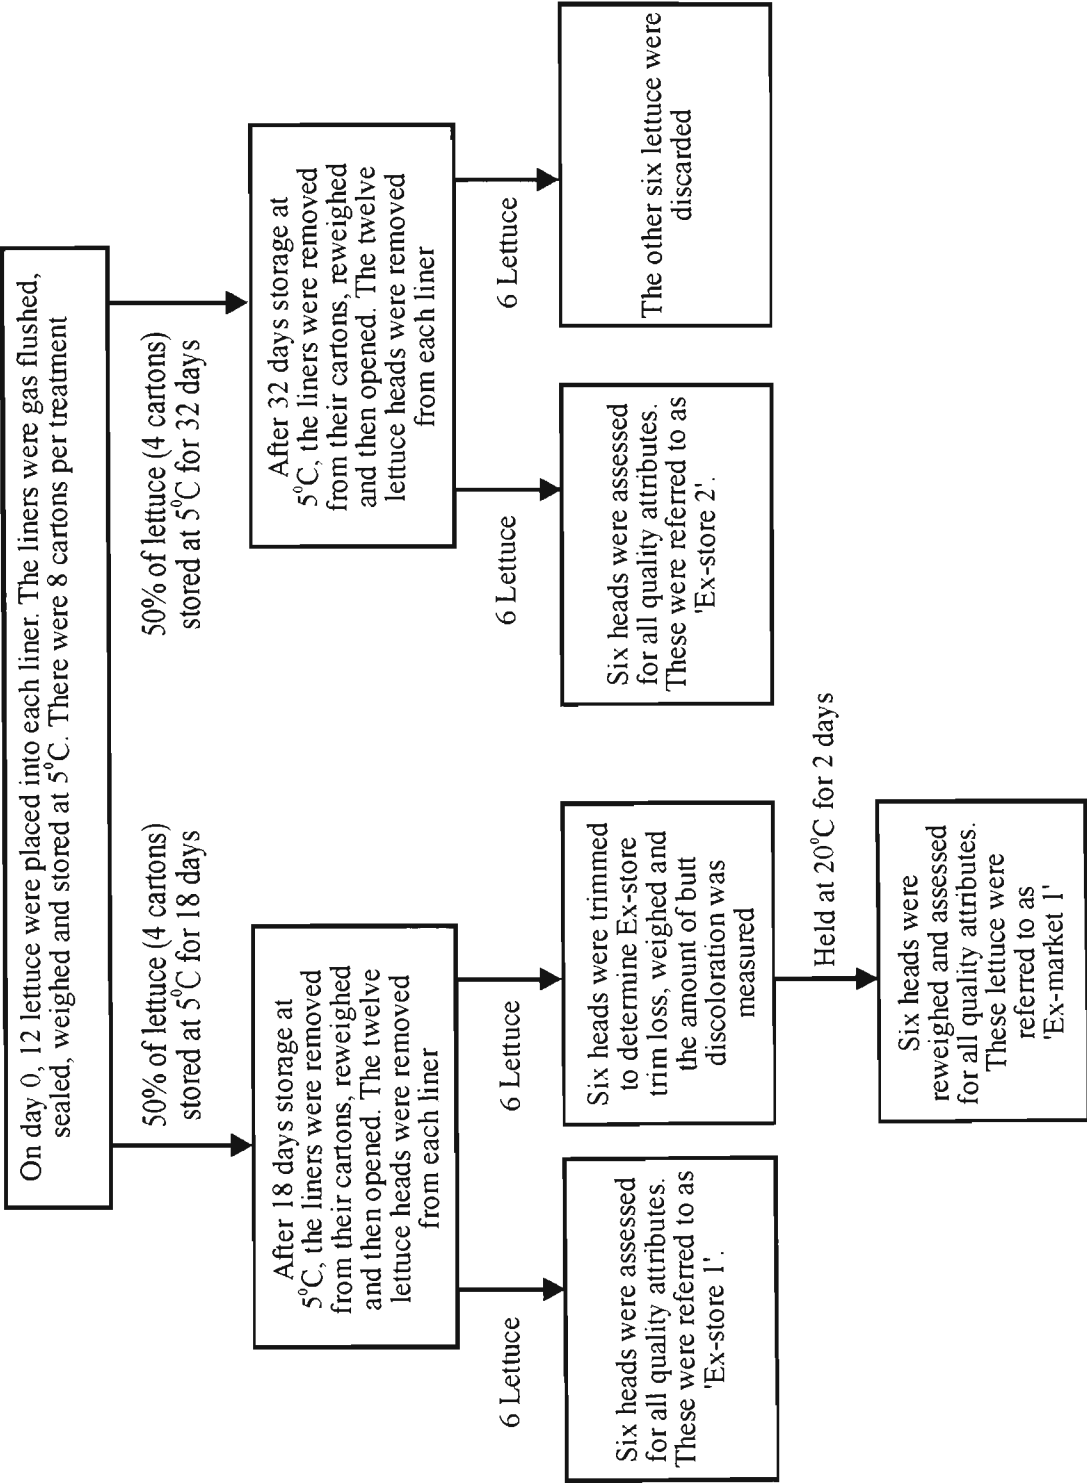 On day 0, 12 lettuce were placed into each liner. The liners were gas flushed,
sealed, weighed and stored at 5⁰C. There were 8 cartons per treatment
50% of lettuce (4 cartons)
stored at 5⁰C for 18 days
50% of lettuce (4 cartons)
stored at 5⁰C for 32 days
After 18 days storage at
5⁰C, the liners were removed
from their cartons, reweighed
and then opened. The twelve
lettuce heads were removed
from each liner
After 32 days storage at
5⁰C, the liners were removed
from their cartons, reweighed
and then opened. The twelve
lettuce heads were removed
from each liner
6 Lettuce
6 Lettuce
6 Lettuce
6 Lettuce
Six heads were assessed
for all quality attributes.
These were referred to as
'Ex-store 1'.
Six heads were trimmed
to determine Ex-store
trim loss, weighed and
the amount of butt
discoloration was
measured
Six heads were assessed
for all quality attributes.
These were referred to as
'Ex-store 2'.
The other six lettuce were
discarded
Held at 20⁰C for 2 days
Six heads were
reweighed and assessed
for all quality attributes.
These lettuce were
referred to as
'Ex-market 1'